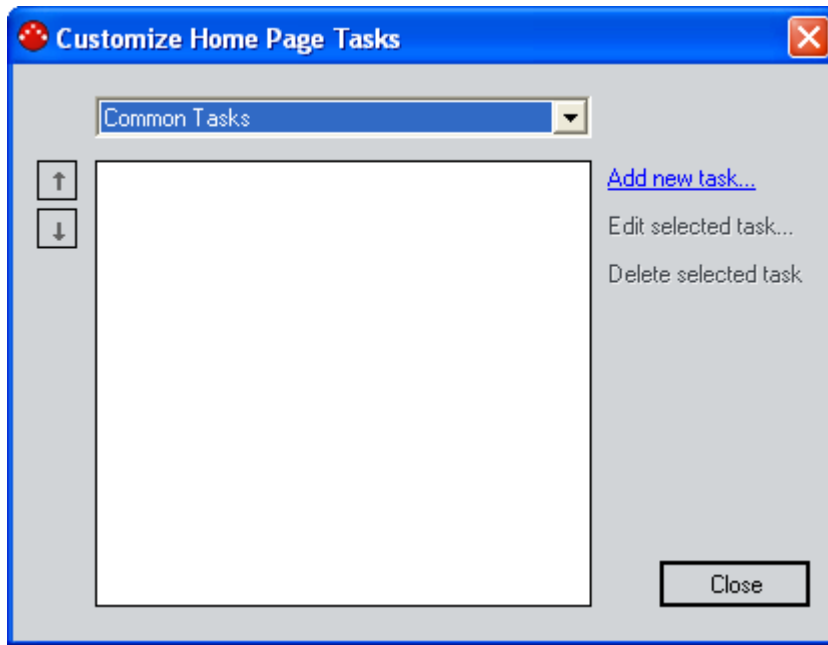 Customize Home Page Tasks
Common Tasks
Add new task...
Edit selected task...
Delete selected task
Close